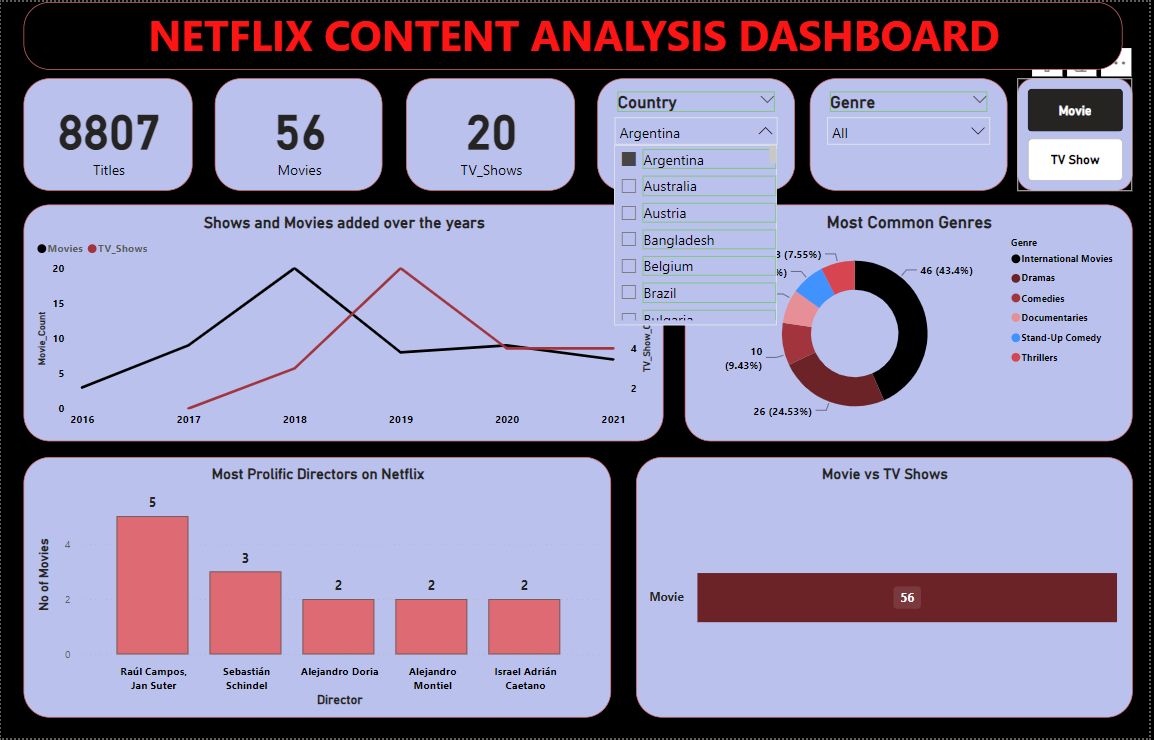 NETFLIX CONTENT ANALYSIS DASHBOARD
8807
Titles
56
Movies
20
TV_Shows
Country
Argentina
Argentina
Australia
Austria
Bangladesh
Belgium
Brazil
Bulgaria
Genre
All
Movie
TV Show
Shows and Movies added over the years
Movies TV_Shows
Movie_Count
20
15
10
5
0
2016 2017 2018 2019 2020 2021
4
2
TV_Show_C
Most Common Genres
46 (43.4%)
26 (24.53%)
10
(9.43%)
%)
3 (7.55%)
Genre
International Movies
Dramas
Comedies
Documentaries
Stand-Up Comedy
Thrillers
Most Prolific Directors on Netflix
No of Movies
4
2
0
5
3
2
2
2
Raúl Campos,
Jan Suter
Sebastián
Schindel
Alejandro Doria
Alejandro
Montiel
Israel Adrián
Caetano
Director
Movie vs TV Shows
Movie
56